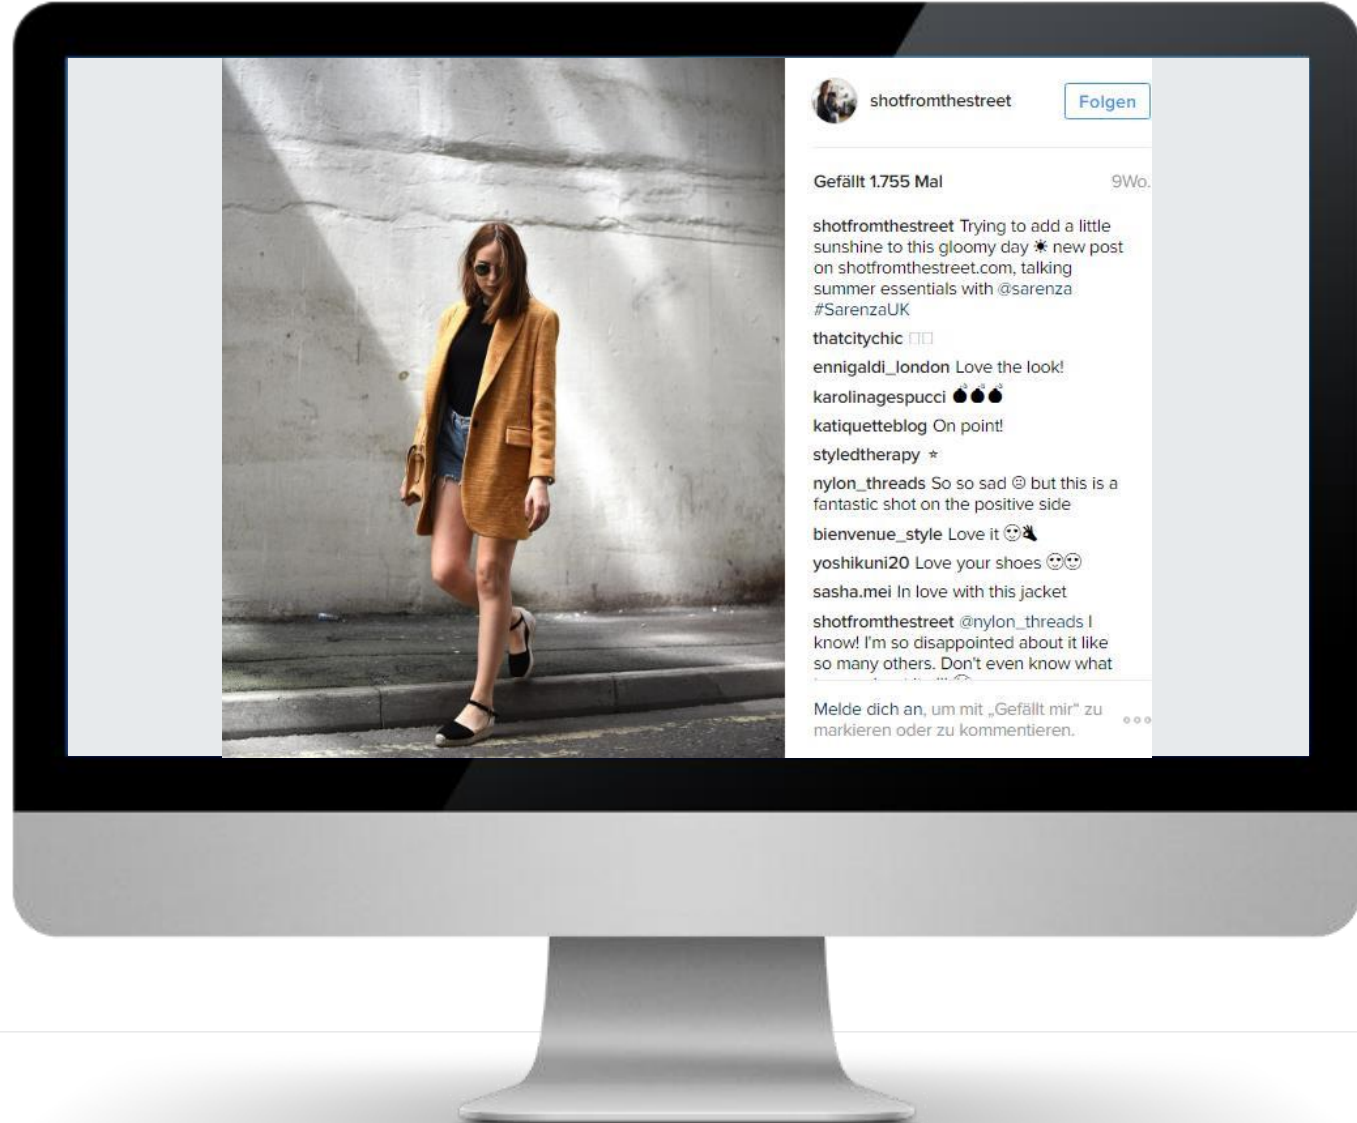 shotfromthestreet
Folgen
Gefällt 1.755 Mal
9Wo.
shotfromthestreet Trying to add a little
sunshine to this gloomy day ☀ new post
on shotfromthestreet.com, talking
summer essentials with @sarenza
#SarenzaUK
thatcitychic
ennigaldi_london Love the look!
karolinagespucci 💣💣💣
katiquetteblog On point!
styledtherapy ⭐
nylon_threads So so sad ☹ but this is a
fantastic shot on the positive side
bienvenue_style Love it 😍👌
yoshikuni20 Love your shoes 😍😍
sasha.mei In love with this jacket
shotfromthestreet @nylon_threads I
know! I'm so disappointed about it like
so many others. Don't even know what
Melde dich an, um mit „Gefällt mir“ zu
markieren oder zu kommentieren.